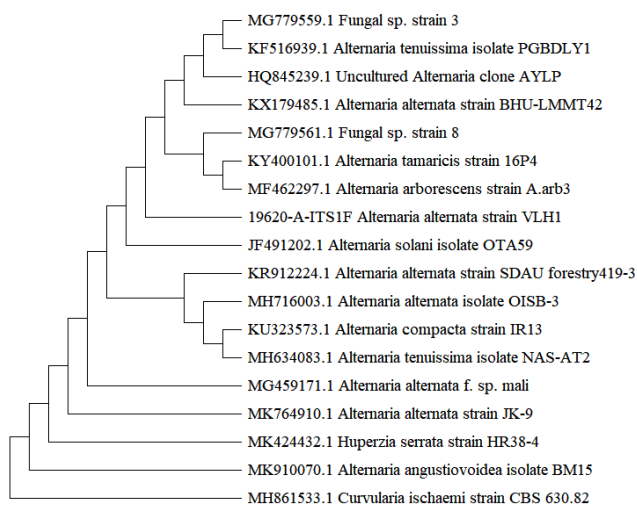 MG779559.1 Fungal sp. strain 3
KF516939.1 Alternaria tenuissima isolate PGBDLY1
HQ845239.1 Uncultured Alternaria clone AYLP
KX179485.1 Alternaria alternata strain BHU-LMMT42
MG779561.1 Fungal sp. strain 8
KY400101.1 Alternaria tamaricis strain 16P4
MF462297.1 Alternaria arborescens strain A.arb3
19620-A-ITS1F Alternaria alternata strain VLH1
JF491202.1 Alternaria solani isolate OTA59
KR912224.1 Alternaria alternata strain SDAU forestry419-3
MH716003.1 Alternaria alternata isolate OISB-3
KU323573.1 Alternaria compacta strain IR13
MH634083.1 Alternaria tenuissima isolate NAS-AT2
MG459171.1 Alternaria alternata f. sp. mali
MK764910.1 Alternaria alternata strain JK-9
MK424432.1 Huperzia serrata strain HR38-4
MK910070.1 Alternaria angustiovoidea isolate BM15
MH861533.1 Curvularia ischaemi strain CBS 630.82